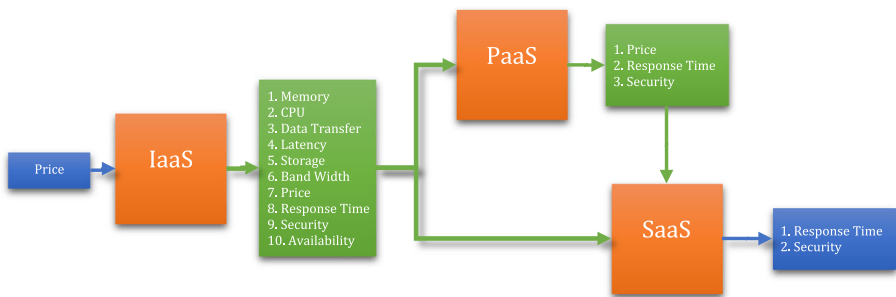 Price
IaaS
1. Memory
2. CPU
3. Data Transfer
4. Latency
5. Storage
6. Band Width
7. Price
8. Response Time
9. Security
10. Availability
PaaS
1. Price
2. Response Time
3. Security
SaaS
1. Response Time
2. Security